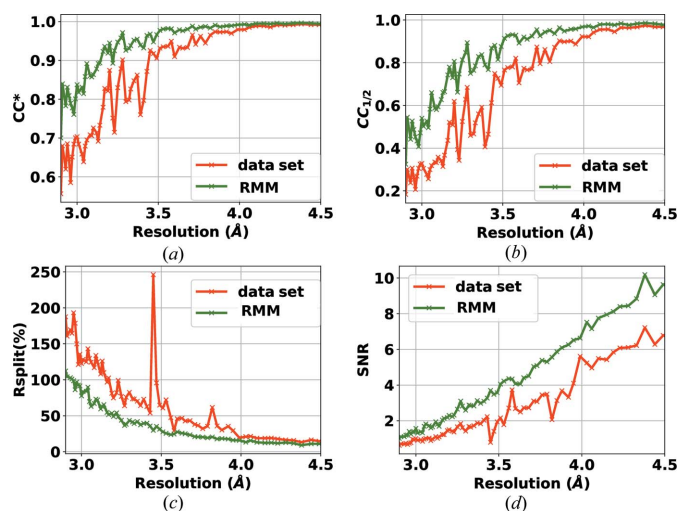 (a)
CC*
1.0
0.9
0.8
0.7
0.6
data set
RMM
3.0 3.5 4.0 4.5
Resolution (Å)
(b)
CC1/2
1.0
0.8
0.6
0.4
0.2
data set
RMM
3.0 3.5 4.0 4.5
Resolution (Å)
(a)
(b)
Rsplit(%)
250
200
150
100
50
0
data set
RMM
3.0 3.5 4.0 4.5
Resolution (Å)
(c)
SNR
10
8
6
4
2
data set
RMM
3.0 3.5 4.0 4.5
Resolution (Å)
(d)